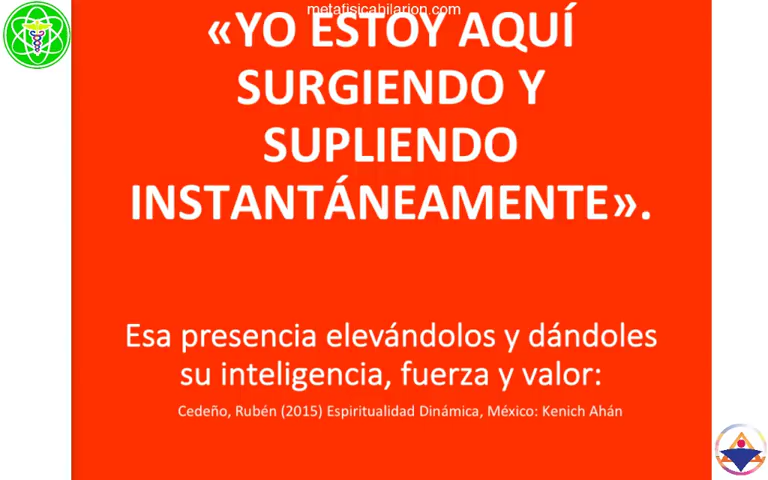 metafisicabilarion.com
«YO ESTOY AQUÍ
SURGIENDO Y
SUPLIENDO
INSTANTÁNEAMENTE».
Esa presencia elevándolos y dándoles
su inteligencia, fuerza y valor:
Cedeño, Rubén (2015) Espiritualidad Dinámica, México: Kenich Ahán